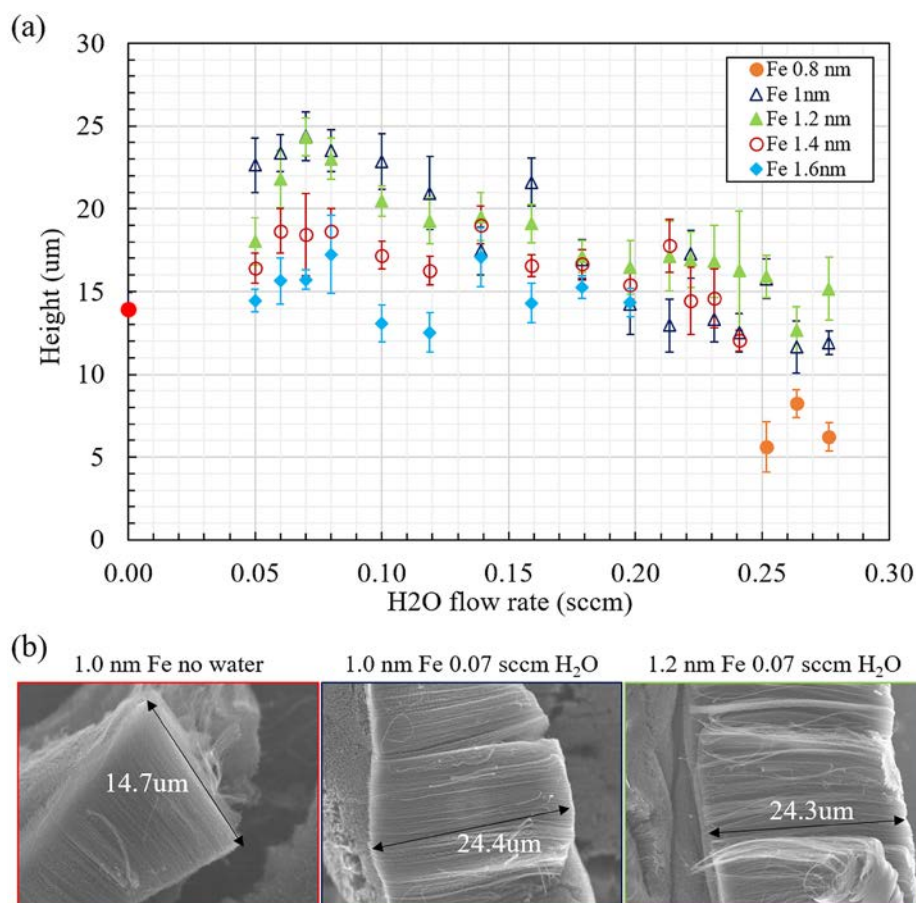 (a)
30
25
20
15
10
5
0
Height (um)
0.00 0.05 0.10 0.15 0.20 0.25 0.30
H2O flow rate (sccm)
Fe 0.8 nm
Fe 1nm
Fe 1.2 nm
Fe 1.4 nm
Fe 1.6nm
(b)
1.0 nm Fe no water
1.0 nm Fe 0.07 sccm H₂O
1.2 nm Fe 0.07 sccm H₂O
14.7um
24.4um
24.3um